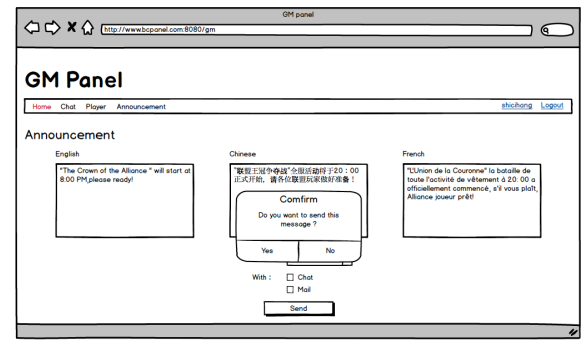 GM panel
http://www.bcpanel.com:8080/gm
GM Panel
Home Chat Player Announcement shicihong Logout
Announcement
English
"The Crown of the Alliance " will start at
8:00 PM,please ready!
Chinese
"联盟王冠争夺战"全服活动将于20：00
正式开始，请各位联盟玩家做好准备！
French
"L'Union de la Couronne" la bataille de
toute l'activité de vêtement á 20: 00 a
officiellement commencé, s'il vous plaît,
Alliance joueur prêt!
Comfirm
Do you want to send this
message ?
Yes No
With : Chat
Mail
Send